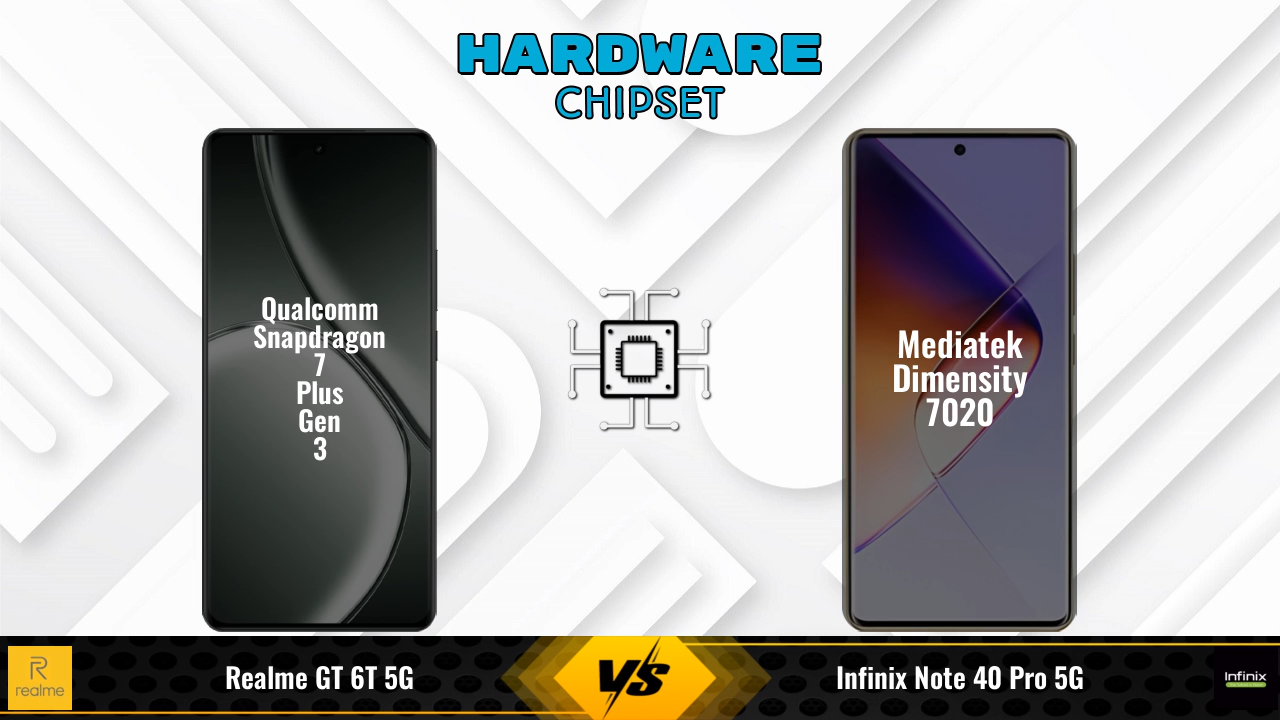 HARDWARE
CHIPSET
Qualcomm
Snapdragon
7
Plus
Gen
3
Mediatek
Dimensity
7020
realme
Realme GT 6T 5G
VS
Infinix Note 40 Pro 5G
Infinix